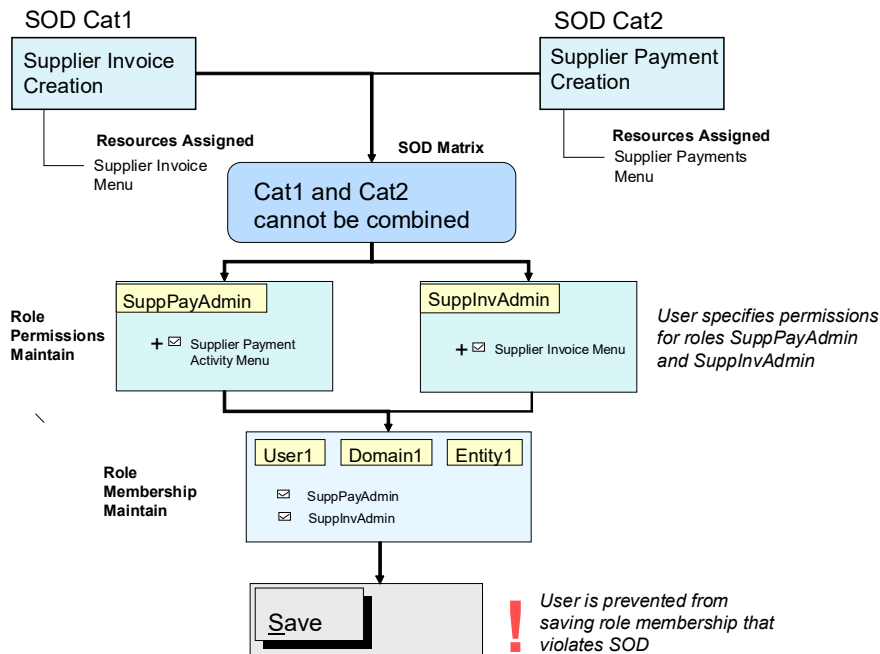 SOD Cat1
SOD Cat2
Supplier Invoice
Creation
Supplier Payment
Creation
Resources Assigned
Supplier Invoice
Menu
SOD Matrix
Resources Assigned
Supplier Payments
Menu
Cat1 and Cat2
cannot be combined
Role
Permissions
Maintain
SuppPayAdmin
+ Supplier Payment
Activity Menu
SuppInvAdmin
+ Supplier Invoice Menu
User specifies permissions
for roles SuppPayAdmin
and SuppInvAdmin
Role
Membership
Maintain
User1
Domain1
Entity1
SuppPayAdmin
SuppInvAdmin
Save
!
User is prevented from
saving role membership that
violates SOD